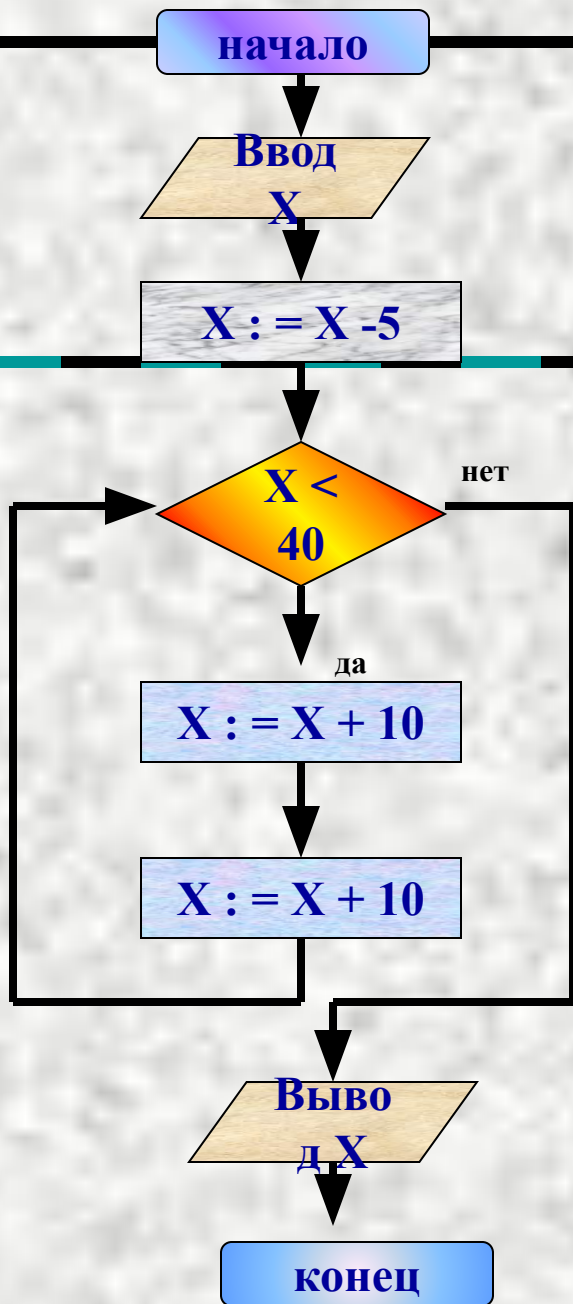 начало
Ввод
X
X : = X -5
X <
40
нет
да
X : = X + 10
X : = X + 10
Выво
д X
конец